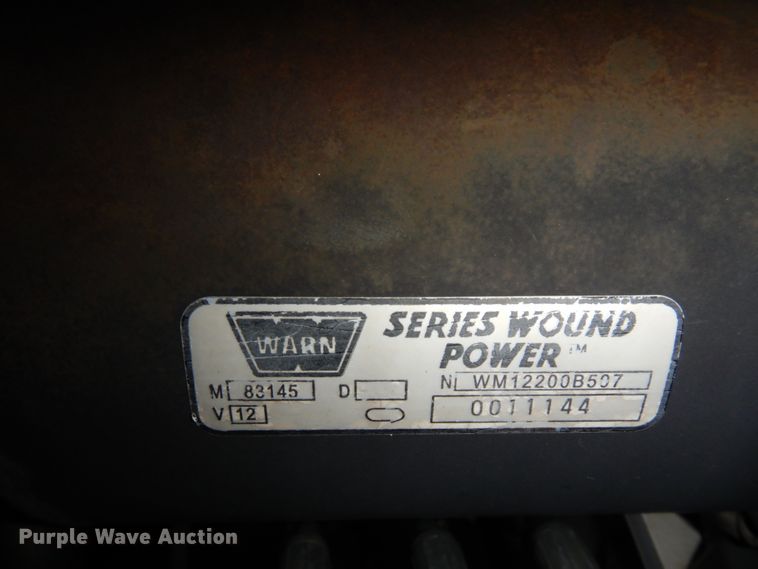 WARN
SERIES WOUND
POWER™
M 83145 D N WM12200B507
V 12 0011144
Purple Wave Auction